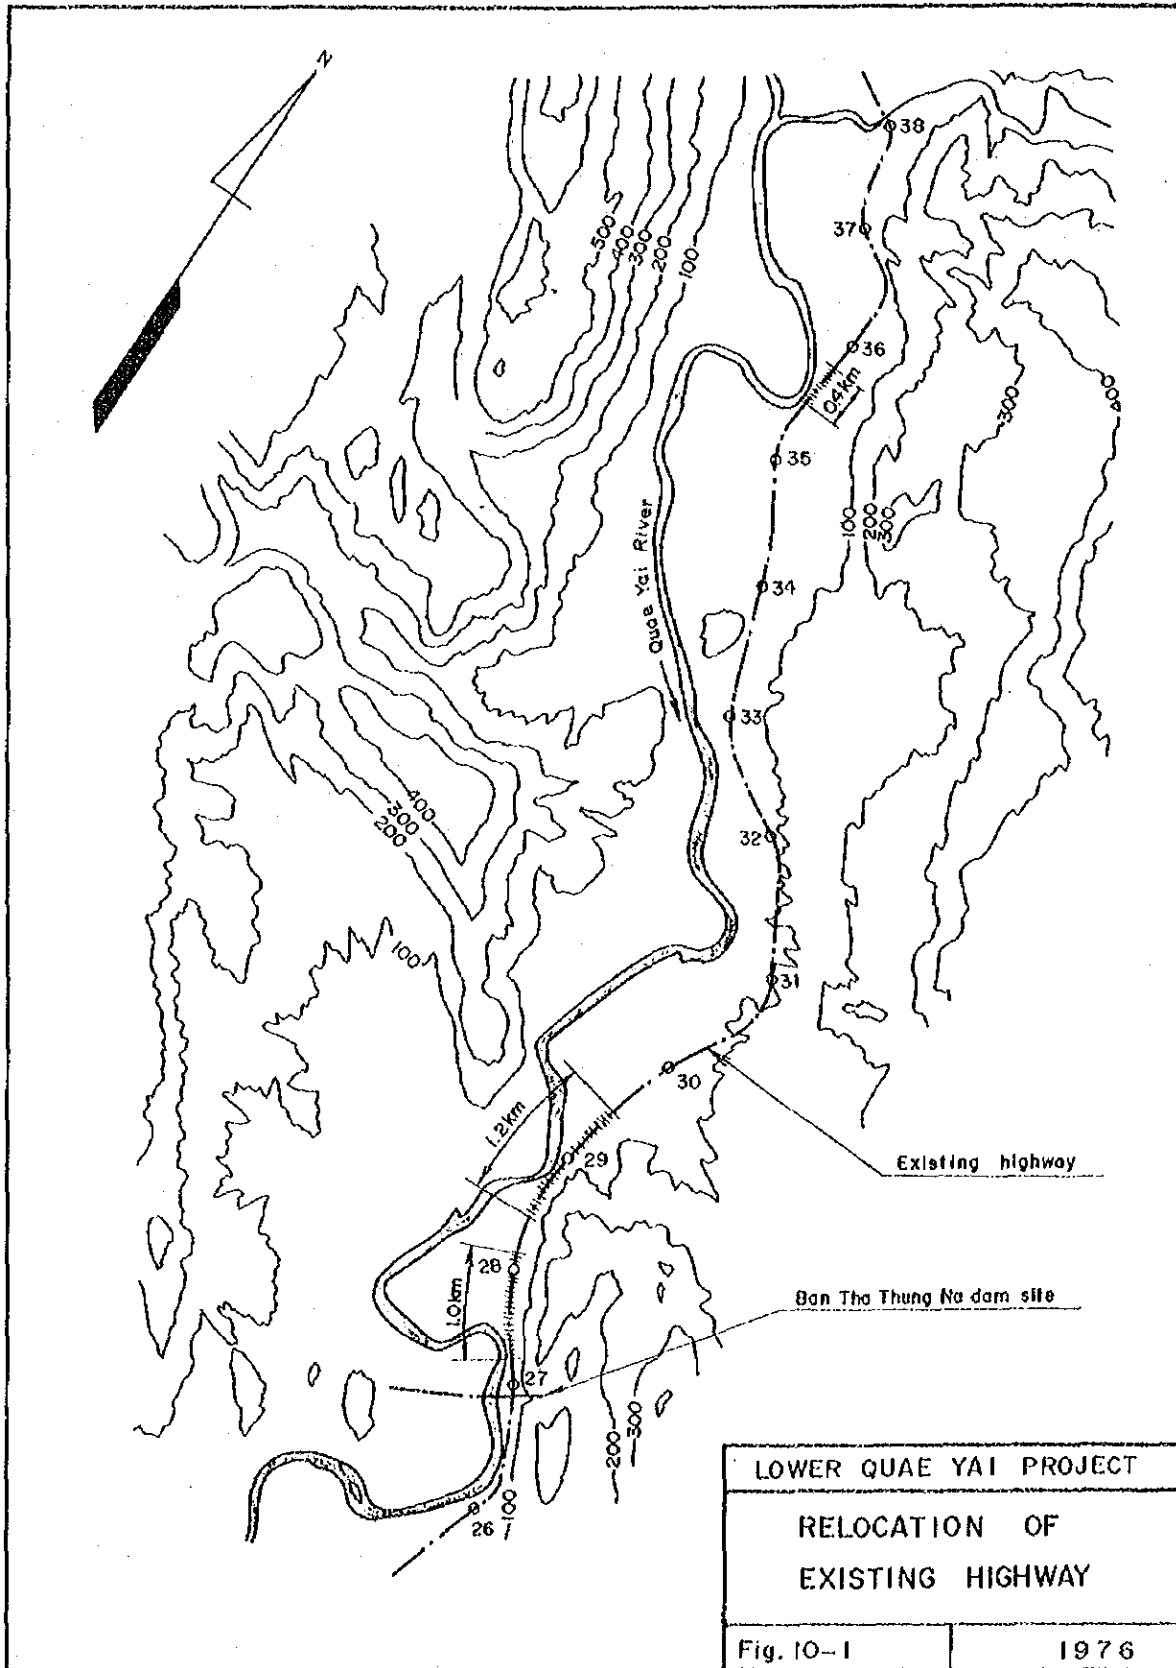 N
38
37
500
400
300
200
100
36
0.4km
300
400
35
100
200
300
34
Quae Yai River
33
400
300
200
32
100
31
30
1.2km
29
Existing highway
28
1.0km
Ban Tha Thung Na dam site
27
200
300
100
26
LOWER QUAE YAI PROJECT
RELOCATION OF
EXISTING HIGHWAY
Fig. 10-1
1976